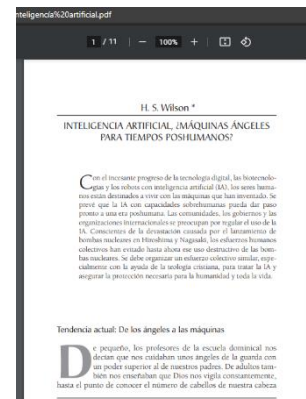 nteligencia%20artificial.pdf
1 / 11 | — 100% + |
H. S. Wilson *
INTELIGENCIA ARTIFICIAL, ¿MÁQUINAS ÁNGELES
PARA TIEMPOS POSHUMANOS?
Con el incesante progreso de la tecnología digital, las biotecnolo-
gías y los robots con inteligencia artificial (IA), los seres huma-
nos están destinados a vivir con las máquinas que han inventado. Se
prevé que la IA con capacidades sobrehumanas pueda dar paso
pronto a una era poshumana. Las comunidades, los gobiernos y las
organizaciones internacionales se preocupan por regular el uso de la
IA. Conscientes de la devastación causada por el lanzamiento de
bombas nucleares en Hiroshima y Nagasaki, los esfuerzos humanos
colectivos han evitado hasta ahora ese uso destructivo de las bom-
bas nucleares. Se debe organizar un esfuerzo colectivo similar, espe-
cialmente con la ayuda de la teología cristiana, para tratar la IA y
asegurar la protección necesaria para la humanidad y toda la vida.
Tendencia actual: De los ángeles a las máquinas
De pequeño, los profesores de la escuela dominical nos
decían que nos cuidaban unos ángeles de la guarda con
un poder superior al de nuestros padres. De adultos tam-
bién nos enseñaban que Dios nos vigila constantemente,
hasta el punto de conocer el número de cabellos de nuestra cabeza